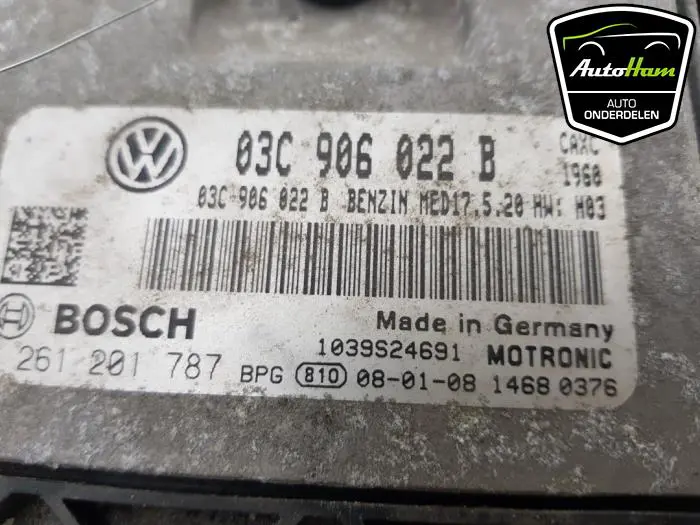 AutoHam
AUTO
ONDERDELEN
03C 906 022 B CAXC
1960
03C 906 022 B BENZIN MED17.5.20 HW: H03
BOSCH Made in Germany
1039S24691 MOTRONIC
261 201 787 BPG 810 08-01-08 1468 0376